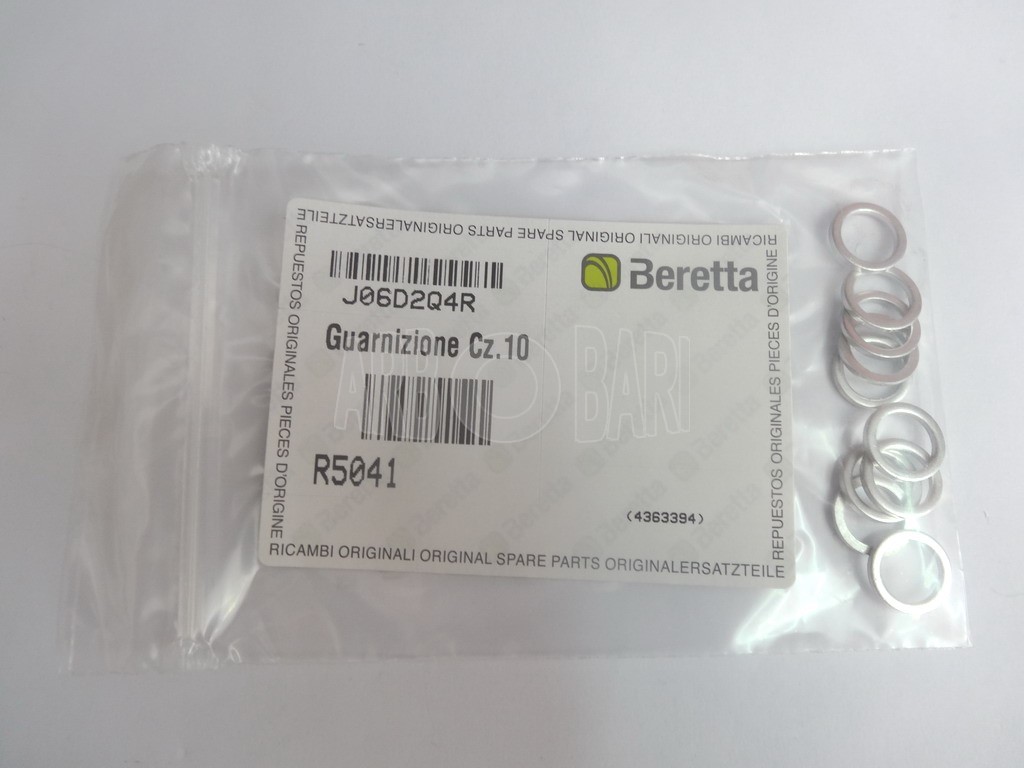 RICAMBI ORIGINALI ORIGINAL SPARE PARTS ORIGINALERSATZTEILE
REPUESTOS ORIGINALES PIECES D'ORIGINE
J06D2Q4R
Beretta
Guarnizione Cz.10
R5041
(4363394)
REPUESTOS ORIGINALES PIECES D'ORIGINE
RICAMBI ORIGINALI ORIGINAL SPARE PARTS ORIGINALERSATZTEILE
BARI